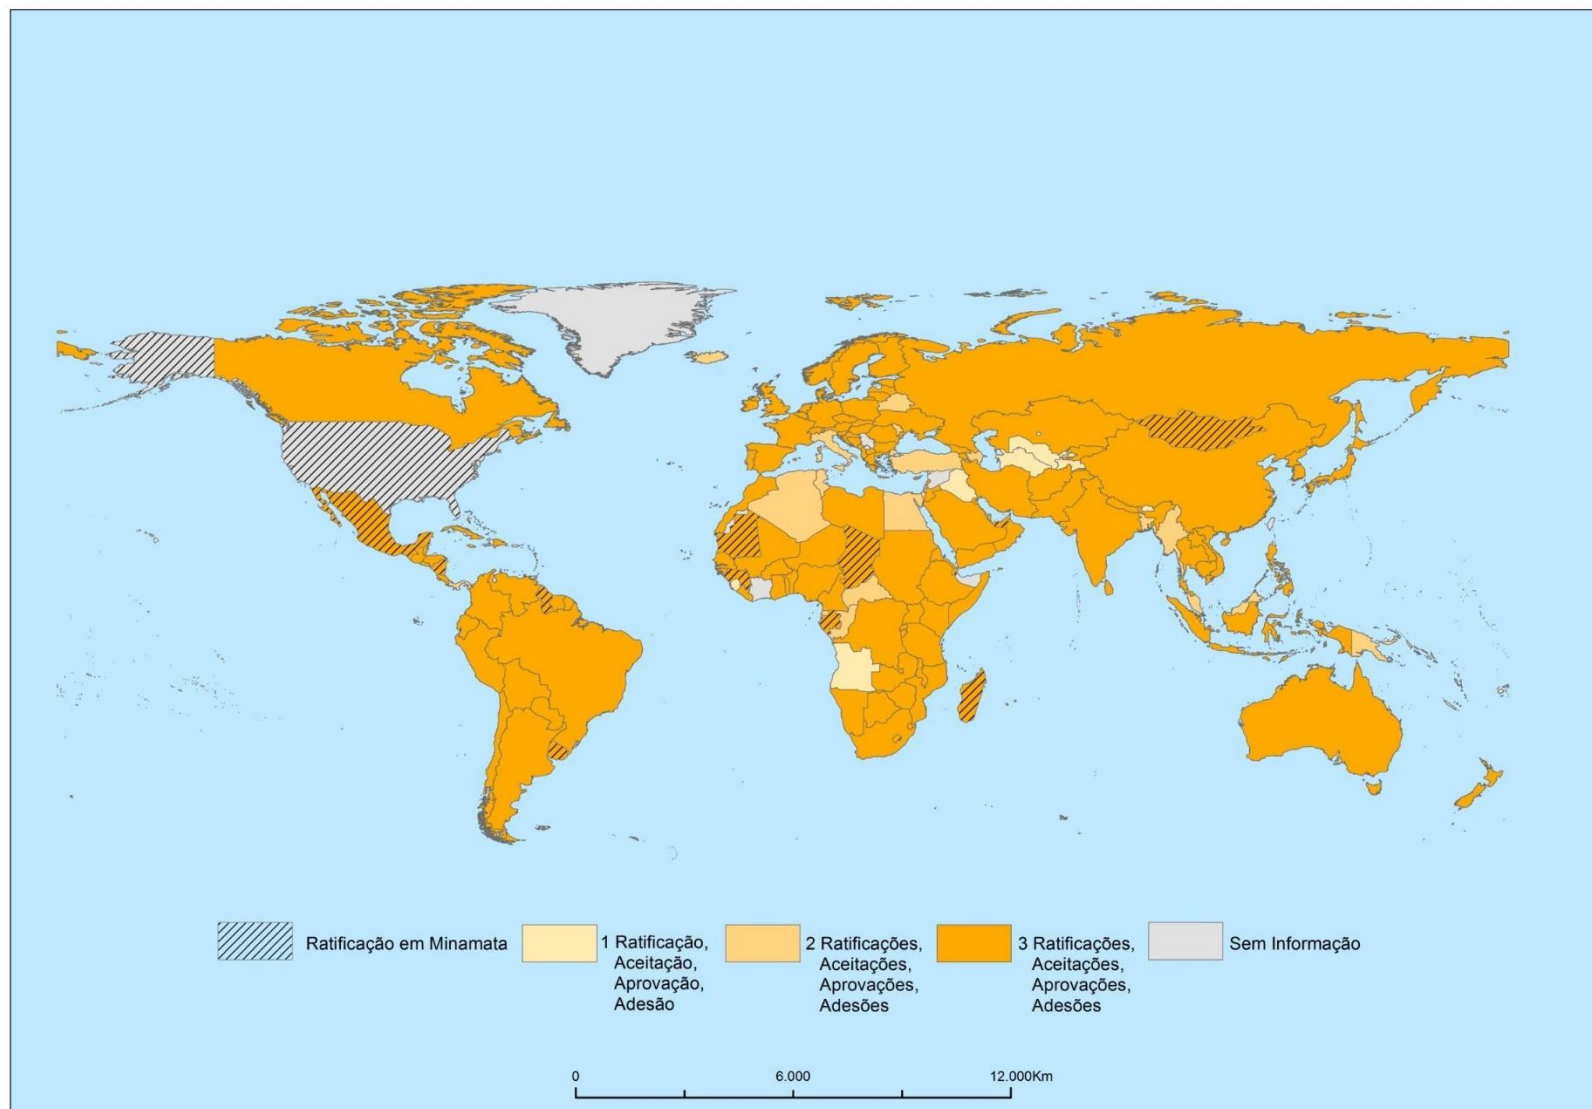 Ratificação em Minamata
1 Ratificação,
Aceitação,
Aprovação,
Adesão
2 Ratificações,
Aceitações,
Aprovações,
Adesões
3 Ratificações,
Aceitações,
Aprovações,
Adesões
Sem Informação
0 6.000 12.000Km